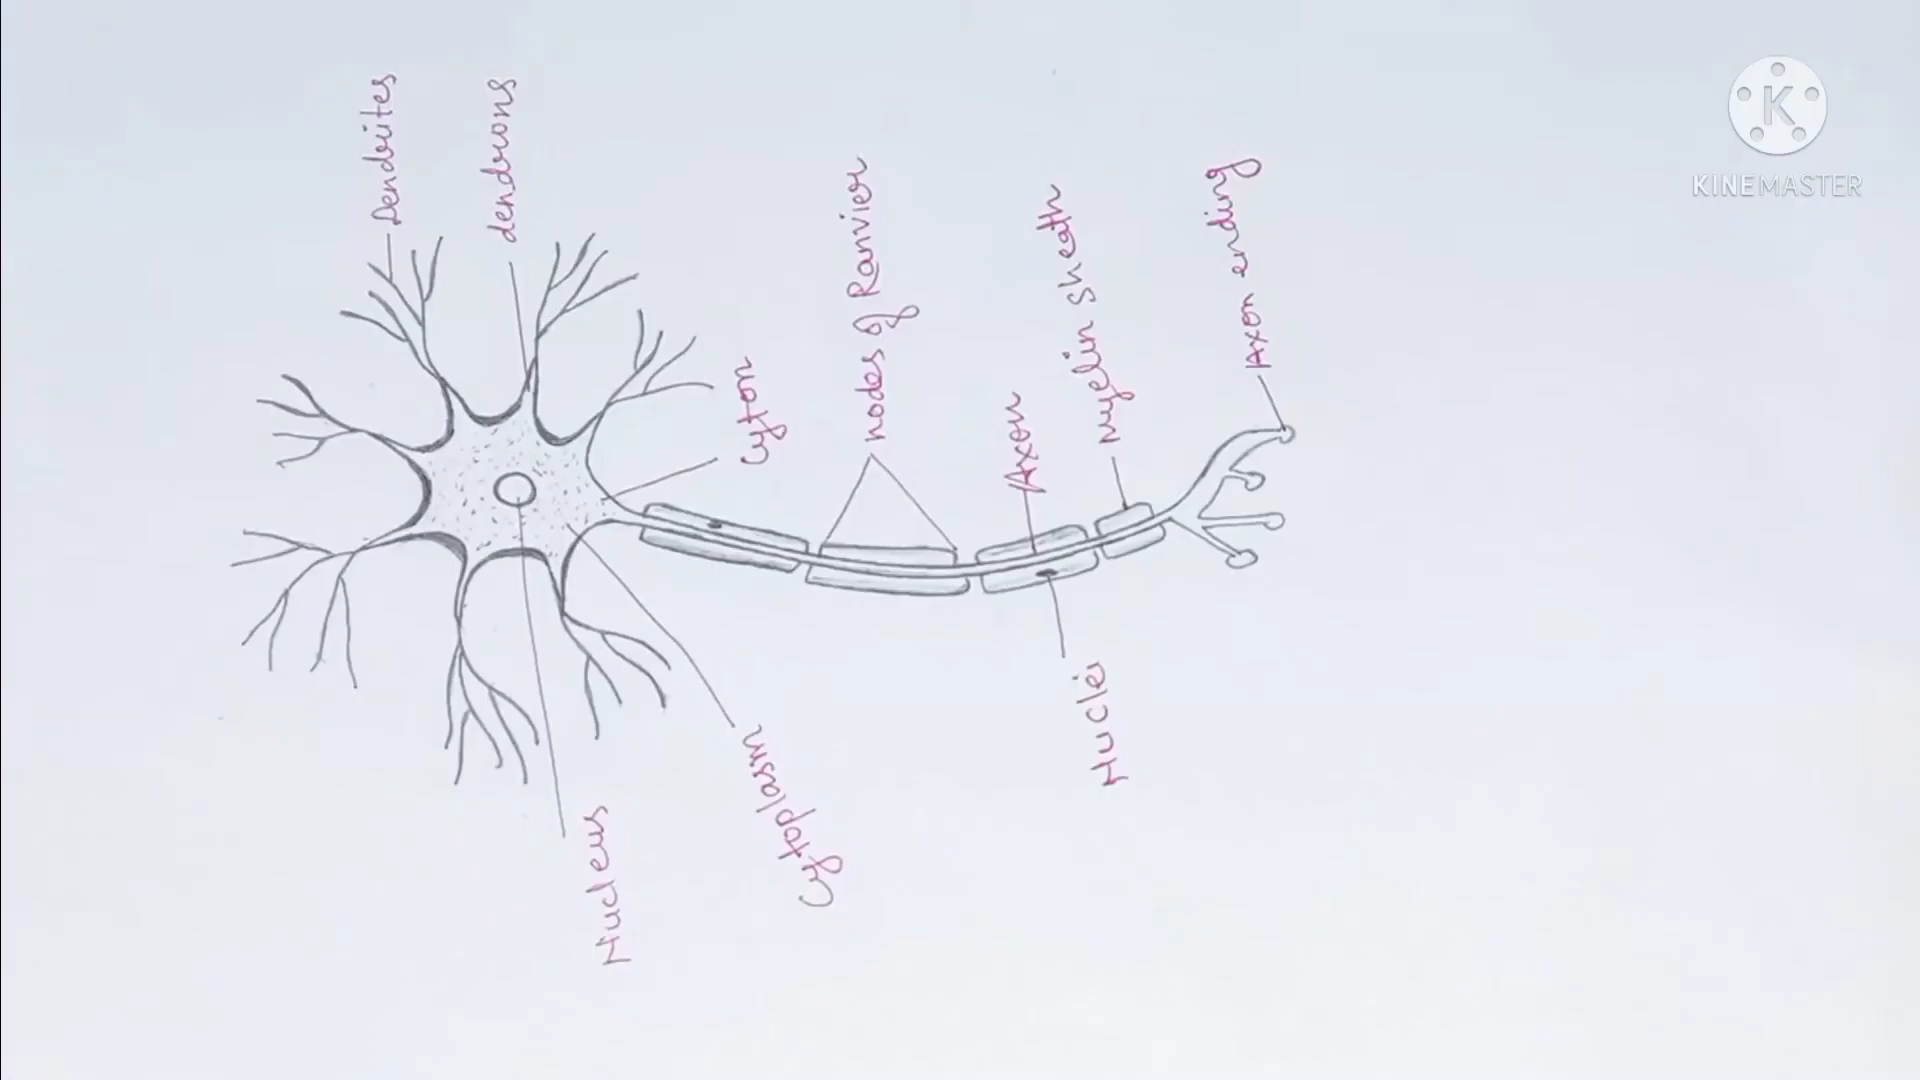 Dendrites
dendrons
Cyton
nodes of Ranvier
Axon
Myelin sheath
Axon ending
Nuclei
Cytoplasm
Nucleus
K
KINEMASTER